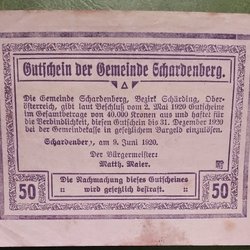 Gutschein der Gemeinde Schardenberg.
Die Gemeinde Schardenberg, Bezirk Schärding, Ober-
österreich, gibt laut Beschluß vom 2. Mai 1920 Gutscheine
im Gesamtbetrage von 40.000 Kronen aus und haftet für
die Verbindlichkeit, diesen Gutschein bis 31. Dezember 1920
bei der Gemeindekasse in gesetzlichem Bargeld einzulösen.
Schardenberg, am 9. Juni 1920.
Der Bürgermeister:
Matth. Maier.
50 Die Nachmachung dieses Gutscheines 50
wird gesetzlich bestraft.